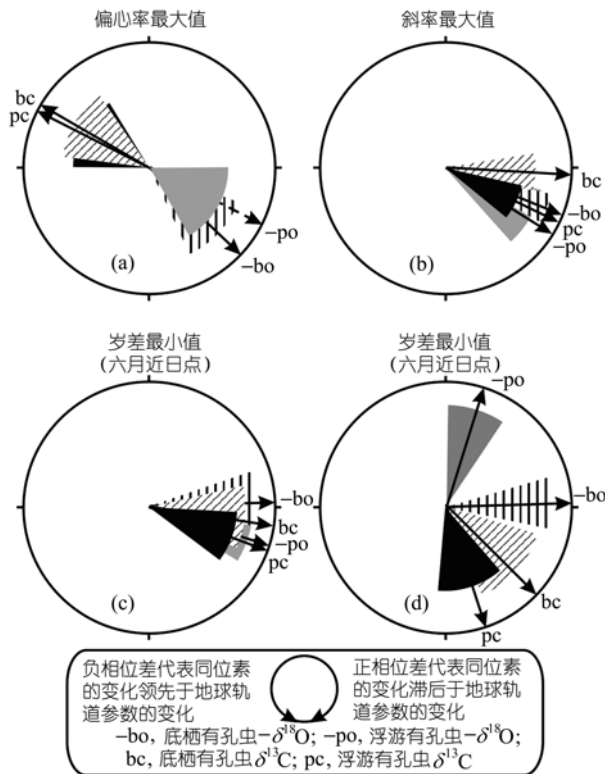 偏心率最大值
斜率最大值
bc
pc
-po
-bo
(a)
bc
-bo
pc
-po
(b)
岁差最小值
(六月近日点)
岁差最小值
(六月近日点)
-bo
bc
-po
pc
(c)
-po
-bo
bc
pc
(d)
负相位差代表同位素
的变化领先于地球轨
道参数的变化
正相位差代表同位素
的变化滞后于地球轨
道参数的变化
-bo, 底栖有孔虫-δ¹⁸O; -po, 浮游有孔虫-δ¹⁸O;
bc, 底栖有孔虫δ¹³C; pc, 浮游有孔虫δ¹³C